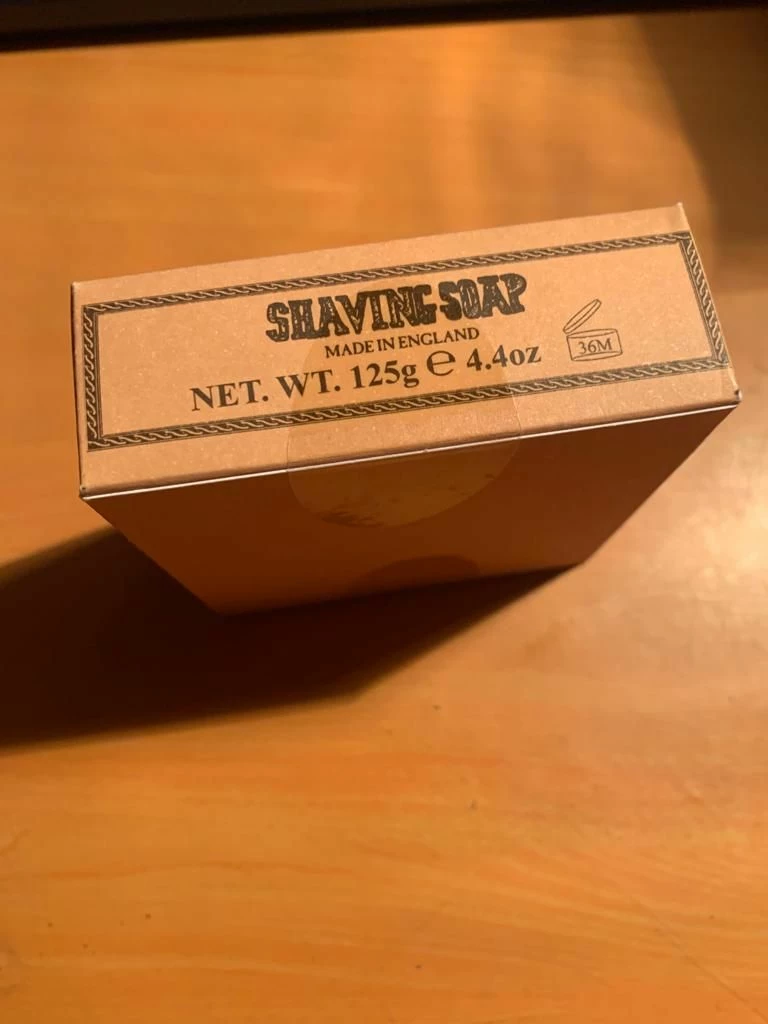 SHAVING SOAP
MADE IN ENGLAND
NET. WT. 125g ℮ 4.4oz
36M